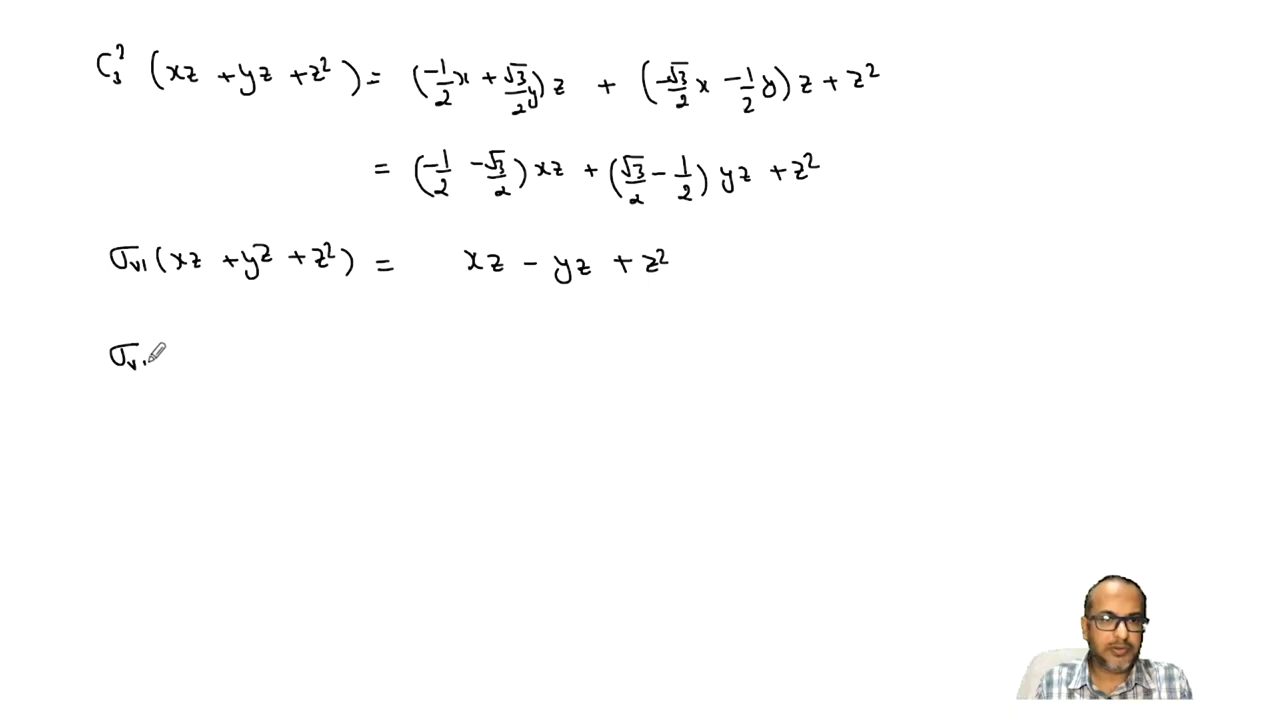 C₃² (xz + yz + z²) = (-1/2 x + √3/2 y) z + (-√3/2 x - 1/2 y) z + z²
= (-1/2 - √3/2) xz + (√3/2 - 1/2) yz + z²
σv1 (xz + yz + z²) = xz - yz + z²
σv